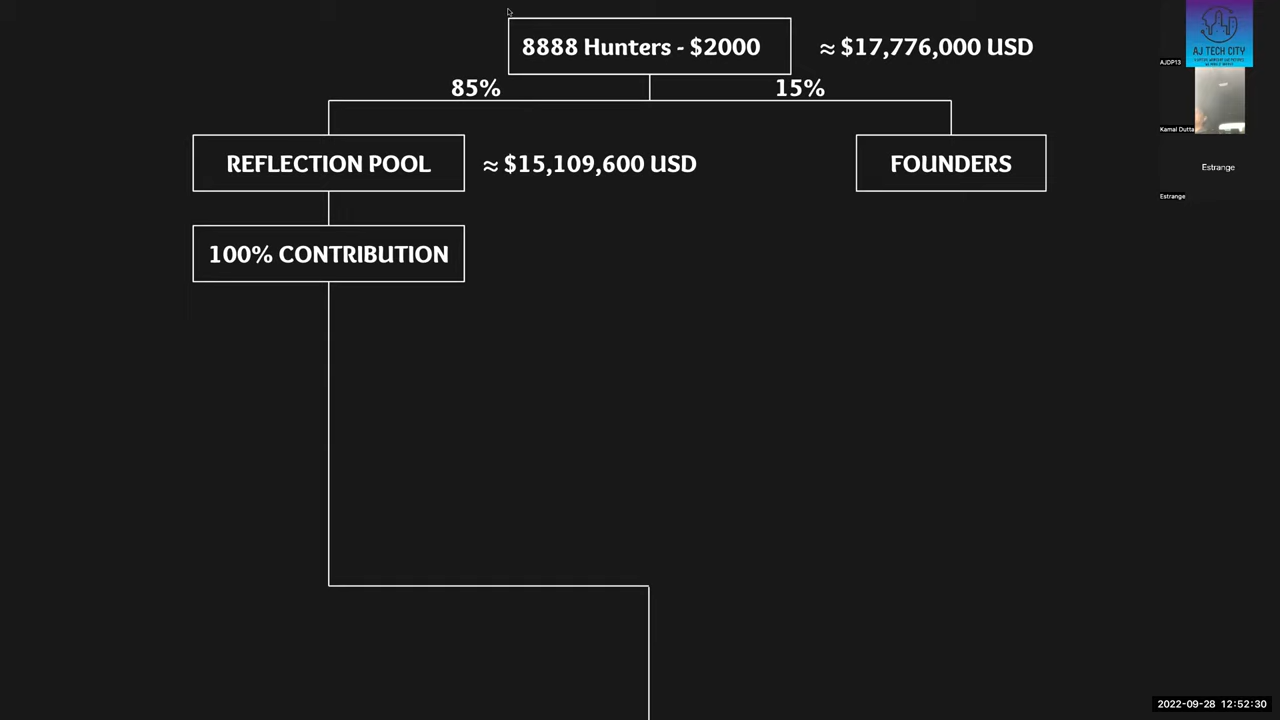 8888 Hunters - $2000
≈ $17,776,000 USD
85%
15%
REFLECTION POOL
≈ $15,109,600 USD
FOUNDERS
100% CONTRIBUTION
AJ TECH CITY
AJDP13
Kamal Dutta
Estrange
Estrange
2022-09-28 12:52:30